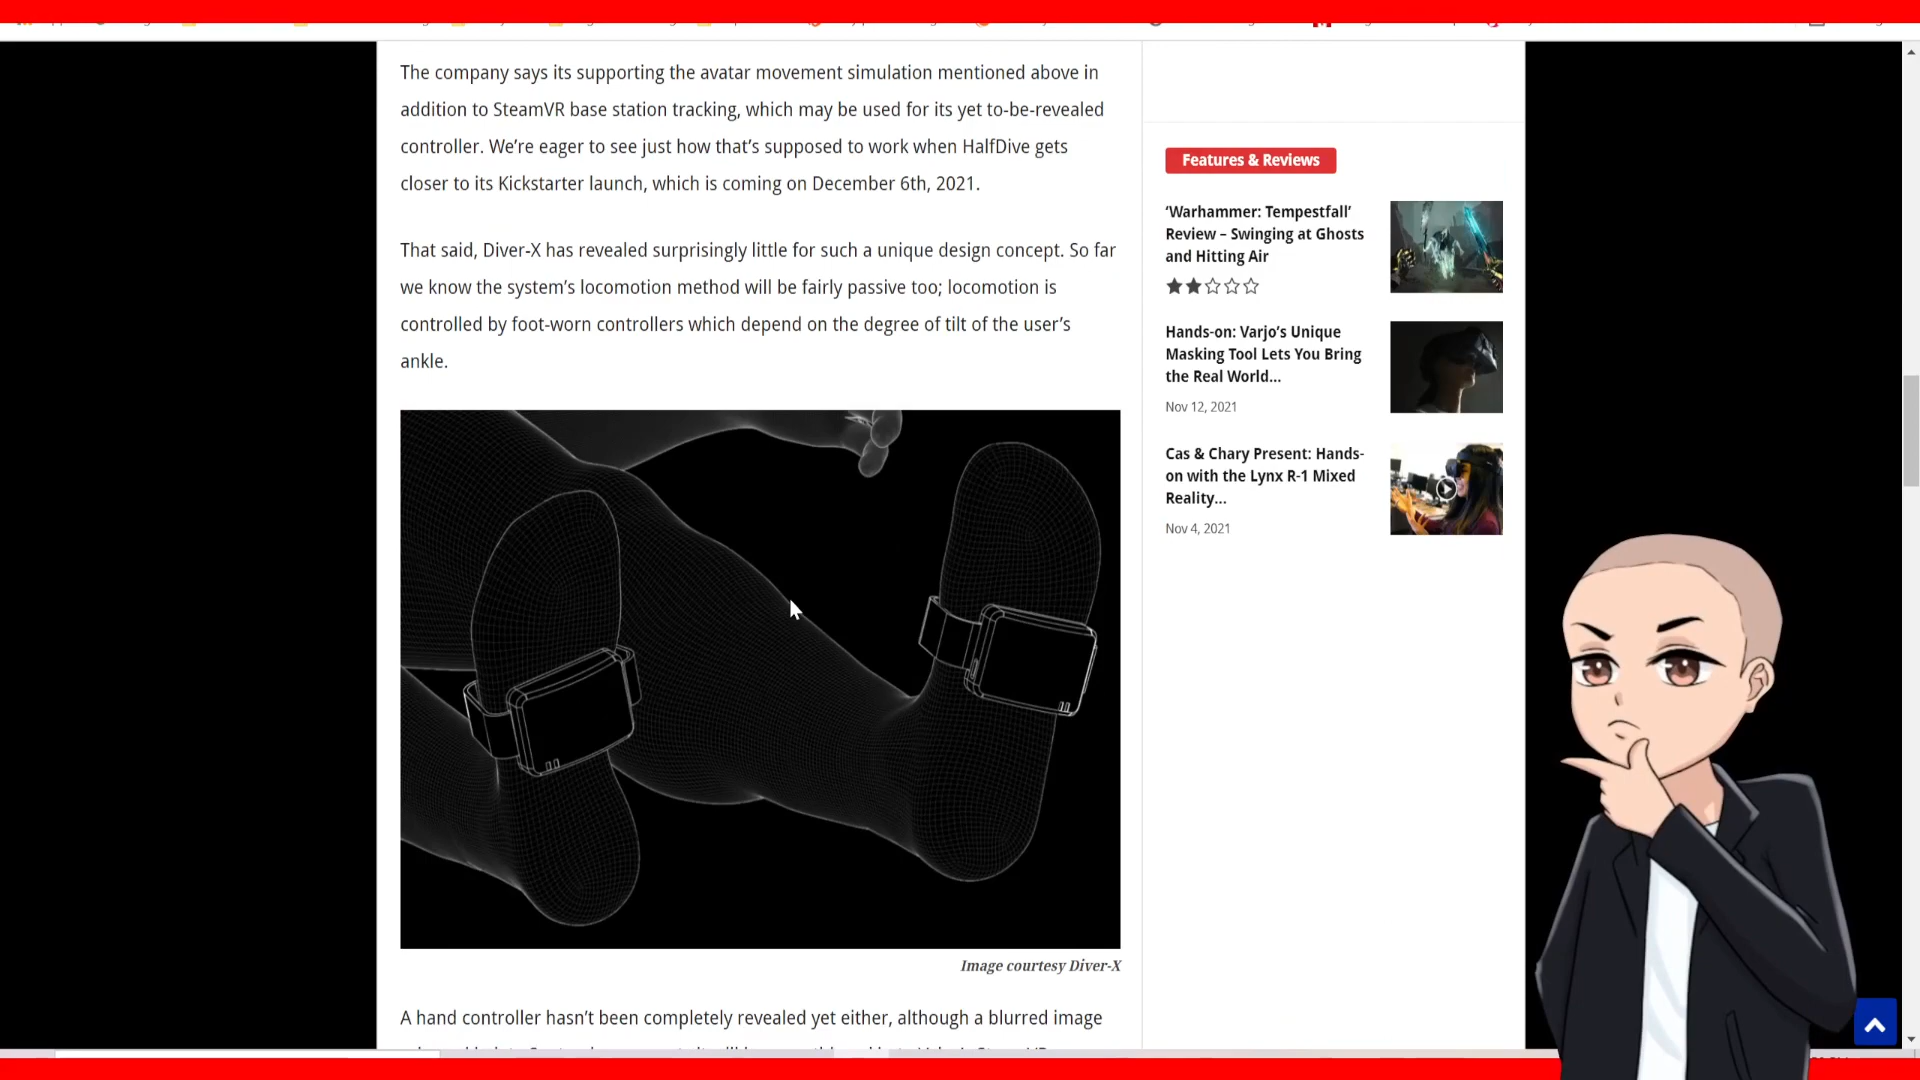 The company says its supporting the avatar movement simulation mentioned above in
addition to SteamVR base station tracking, which may be used for its yet to-be-revealed
controller. We’re eager to see just how that’s supposed to work when HalfDive gets
closer to its Kickstarter launch, which is coming on December 6th, 2021.
That said, Diver-X has revealed surprisingly little for such a unique design concept. So far
we know the system’s locomotion method will be fairly passive too; locomotion is
controlled by foot-worn controllers which depend on the degree of tilt of the user’s
ankle.
Image courtesy Diver-X
A hand controller hasn’t been completely revealed yet either, although a blurred image
Features & Reviews
‘Warhammer: Tempestfall’
Review – Swinging at Ghosts
and Hitting Air
Hands-on: Varjo’s Unique
Masking Tool Lets You Bring
the Real World...
Nov 12, 2021
Cas & Chary Present: Hands-
on with the Lynx R-1 Mixed
Reality...
Nov 4, 2021